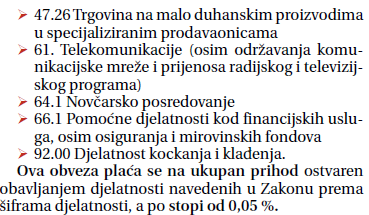 ➢ 47.26 Trgovina na malo duhanskim proizvodima
u specijaliziranim prodavaonicama
➢ 61. Telekomunikacije (osim održavanja komu-
nikacijske mreže i prijenosa radijskog i televizij-
skog programa)
➢ 64.1 Novčarsko posredovanje
➢ 66.1 Pomoćne djelatnosti kod financijskih uslu-
ga, osim osiguranja i mirovinskih fondova
➢ 92.00 Djelatnost kockanja i kladenja.
Ova obveza plaća se na ukupan prihod ostvaren
obavljanjem djelatnosti navedenih u Zakonu prema
šiframa djelatnosti, a po stopi od 0,05 %.